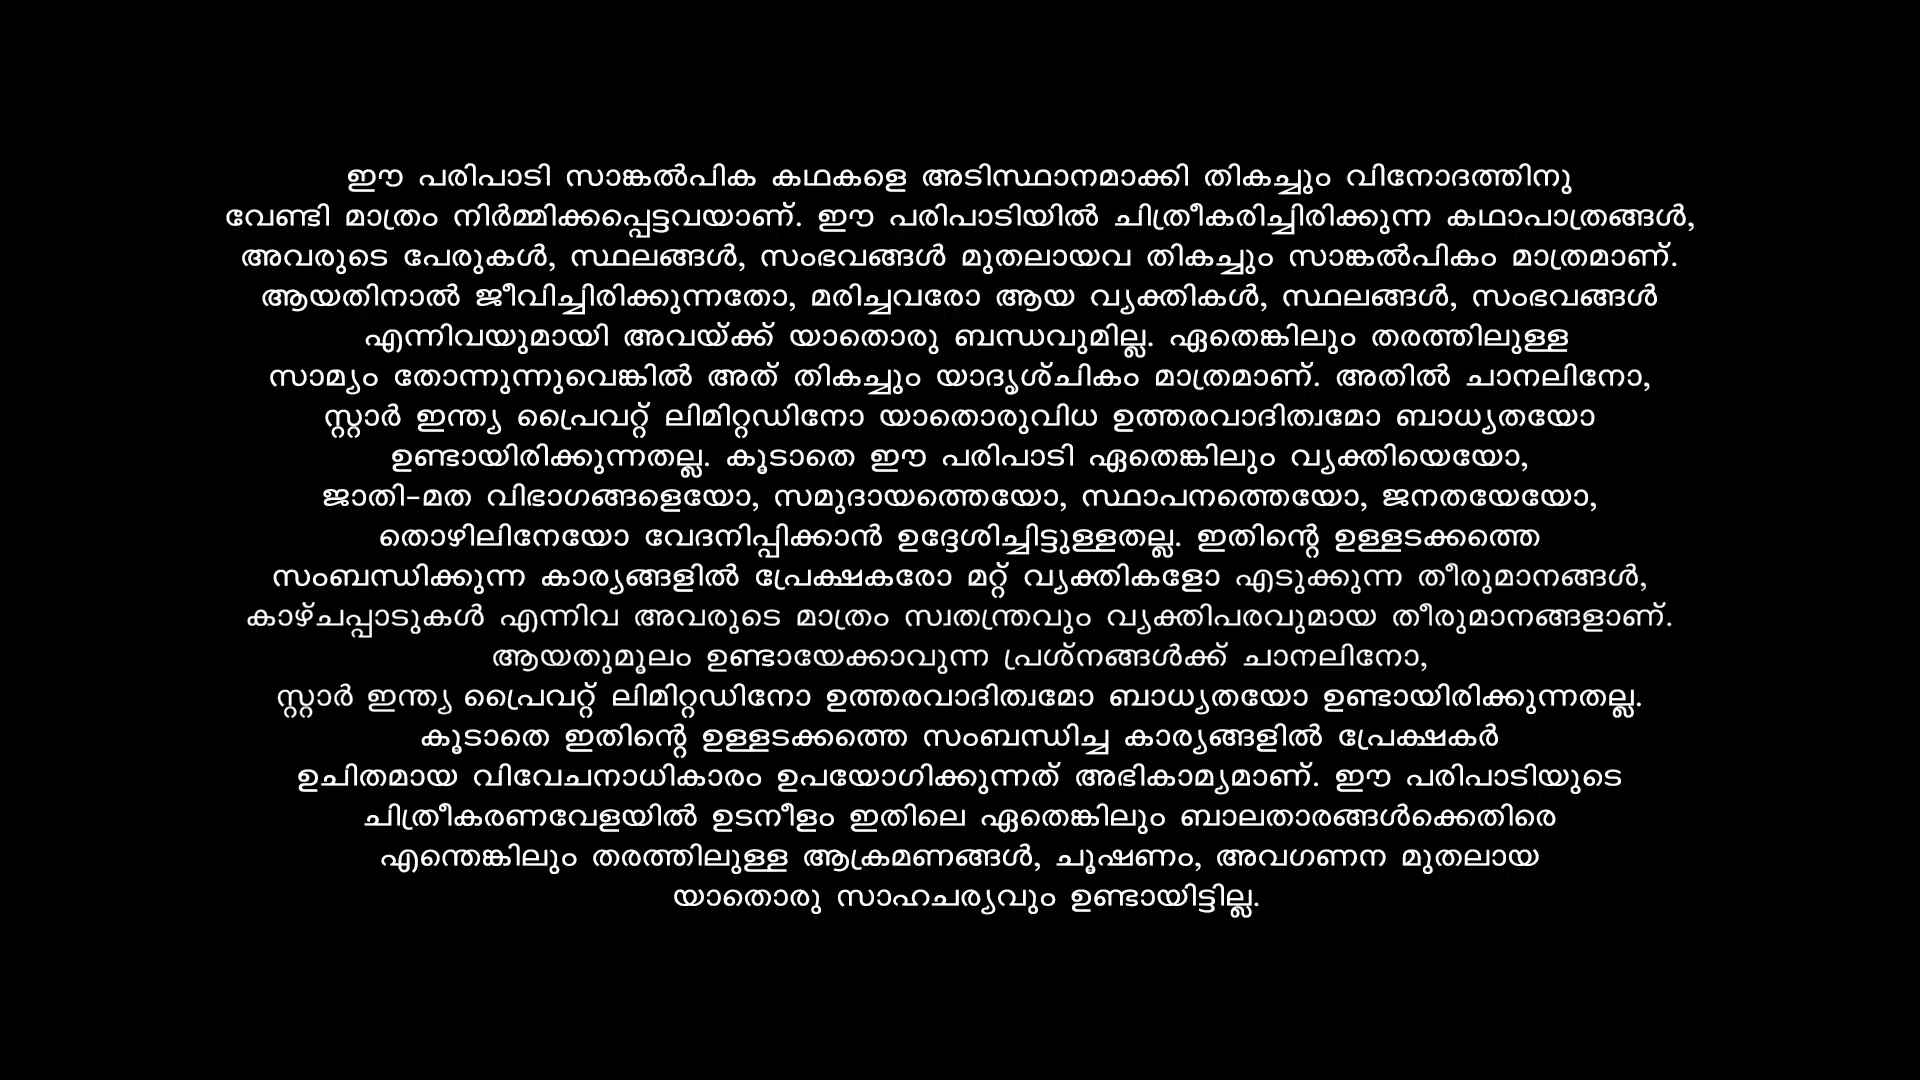 ഈ പരിപാടി സാങ്കൽപിക കഥകളെ അടിസ്ഥാനമാക്കി തികച്ചും വിനോദത്തിനു
വേണ്ടി മാത്രം നിർമ്മിക്കപ്പെട്ടവയാണ്. ഈ പരിപാടിയിൽ ചിത്രീകരിച്ചിരിക്കുന്ന കഥാപാത്രങ്ങൾ,
അവരുടെ പേരുകൾ, സ്ഥലങ്ങൾ, സംഭവങ്ങൾ മുതലായവ തികച്ചും സാങ്കൽപികം മാത്രമാണ്.
ആയതിനാൽ ജീവിച്ചിരിക്കുന്നതോ, മരിച്ചവരോ ആയ വ്യക്തികൾ, സ്ഥലങ്ങൾ, സംഭവങ്ങൾ
എന്നിവയുമായി അവയ്ക്ക് യാതൊരു ബന്ധവുമില്ല. ഏതെങ്കിലും തരത്തിലുള്ള
സാമ്യം തോന്നുന്നുവെങ്കിൽ അത് തികച്ചും യാദൃശ്ചികം മാത്രമാണ്. അതിൽ ചാനലിനോ,
സ്റ്റാർ ഇന്ത്യ പ്രൈവറ്റ് ലിമിറ്റഡിനോ യാതൊരുവിധ ഉത്തരവാദിത്വമോ ബാധ്യതയോ
ഉണ്ടായിരിക്കുന്നതല്ല. കൂടാതെ ഈ പരിപാടി ഏതെങ്കിലും വ്യക്തിയെയോ,
ജാതി-മത വിഭാഗങ്ങളെയോ, സമുദായത്തെയോ, സ്ഥാപനത്തെയോ, ജനതയേയോ,
തൊഴിലിനേയോ വേദനിപ്പിക്കാൻ ഉദ്ദേശിച്ചിട്ടുള്ളതല്ല. ഇതിന്റെ ഉള്ളടക്കത്തെ
സംബന്ധിക്കുന്ന കാര്യങ്ങളിൽ പ്രേക്ഷകരോ മറ്റ് വ്യക്തികളോ എടുക്കുന്ന തീരുമാനങ്ങൾ,
കാഴ്ചപ്പാടുകൾ എന്നിവ അവരുടെ മാത്രം സ്വതന്ത്രവും വ്യക്തിപരവുമായ തീരുമാനങ്ങളാണ്.
ആയതുമൂലം ഉണ്ടായേക്കാവുന്ന പ്രശ്നങ്ങൾക്ക് ചാനലിനോ,
സ്റ്റാർ ഇന്ത്യ പ്രൈവറ്റ് ലിമിറ്റഡിനോ ഉത്തരവാദിത്വമോ ബാധ്യതയോ ഉണ്ടായിരിക്കുന്നതല്ല.
കൂടാതെ ഇതിന്റെ ഉള്ളടക്കത്തെ സംബന്ധിച്ച കാര്യങ്ങളിൽ പ്രേക്ഷകർ
ഉചിതമായ വിവേചനാധികാരം ഉപയോഗിക്കുന്നത് അഭികാമ്യമാണ്. ഈ പരിപാടിയുടെ
ചിത്രീകരണവേളയിൽ ഉടനീളം ഇതിലെ ഏതെങ്കിലും ബാലതാരങ്ങൾക്കെതിരെ
എന്തെങ്കിലും തരത്തിലുള്ള ആക്രമണങ്ങൾ, ചൂഷണം, അവഗണന മുതലായ
യാതൊരു സാഹചര്യവും ഉണ്ടായിട്ടില്ല.